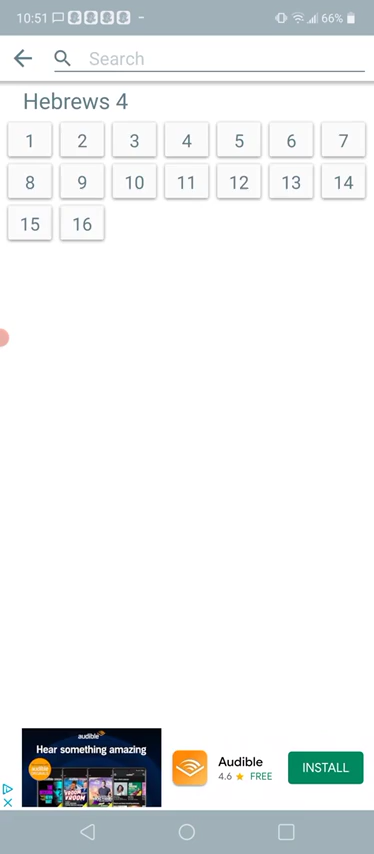 10:51 66%
Search
Hebrews 4
1 2 3 4 5 6 7
8 9 10 11 12 13 14
15 16
audible
Hear something amazing
Audible
4.6 ★ FREE
INSTALL